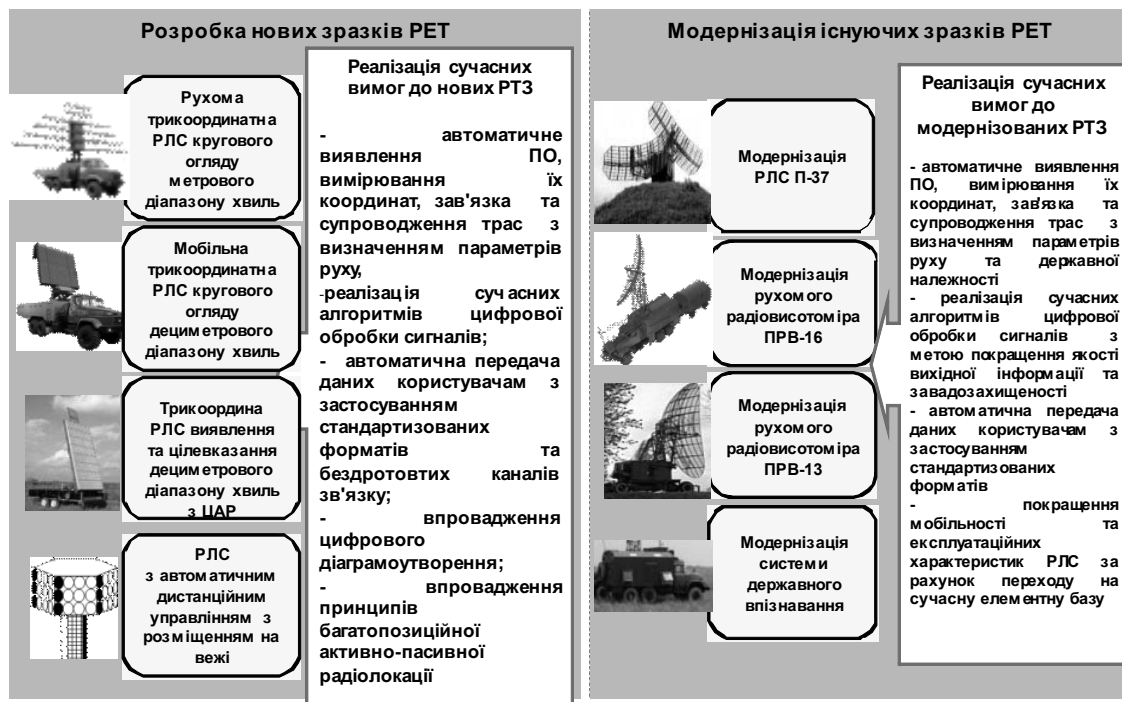 Розробка нових зразків РЕТ
Рухома
трикоординатна
РЛС кругового
огляду
метрового
діапазону хвиль
Мобільна
трикоординатна
РЛС кругового
огляду
дециметрового
діапазону хвиль
Трикоордина
РЛС виявлення
та цілевказання
дециметрового
діапазону хвиль
з ЦАР
РЛС
з автоматичним
дистанційним
управлінням з
розміщенням на
вежі
Реалізація сучасних
вимог до нових РТЗ
- автоматичне
виявлення ПО,
вимірювання їх
координат, зав'язка та
супроводження трас з
визначенням параметрів
руху,
-реалізація сучасних
алгоритмів цифрової
обробки сигналів;
- автоматична передача
даних користувачам з
застосуванням
стандартизованих
форматів та
бездротовтих каналів
зв'язку;
- впровадження
цифрового
діаграмоутворення;
- впровадження
принципів
багатопозиційної
активно-пасивної
радіолокації
Модернізація існуючих зразків РЕТ
Модернізація
РЛС П-37
Модернізація
рухомого
радіовисотоміра
ПРВ-16
Модернізація
рухомого
радіовисотоміра
ПРВ-13
Модернізація
системи
державного
впізнавання
Реалізація сучасних
вимог до
модернізованих РТЗ
- автоматичне виявлення
ПО, вимірювання їх
координат, зав'язка та
супроводження трас з
визначенням параметрів
руху та державної
належності
- реалізація сучасних
алгоритмів цифрової
обробки сигналів з
метою покращення якості
вихідної інформації та
завадозахищеності
- автоматична передача
даних користувачам з
застосуванням
стандартизованих
форматів
- покращення
мобільності та
експлуатаційних
характеристик РЛС за
рахунок переходу на
сучасну елементну базу